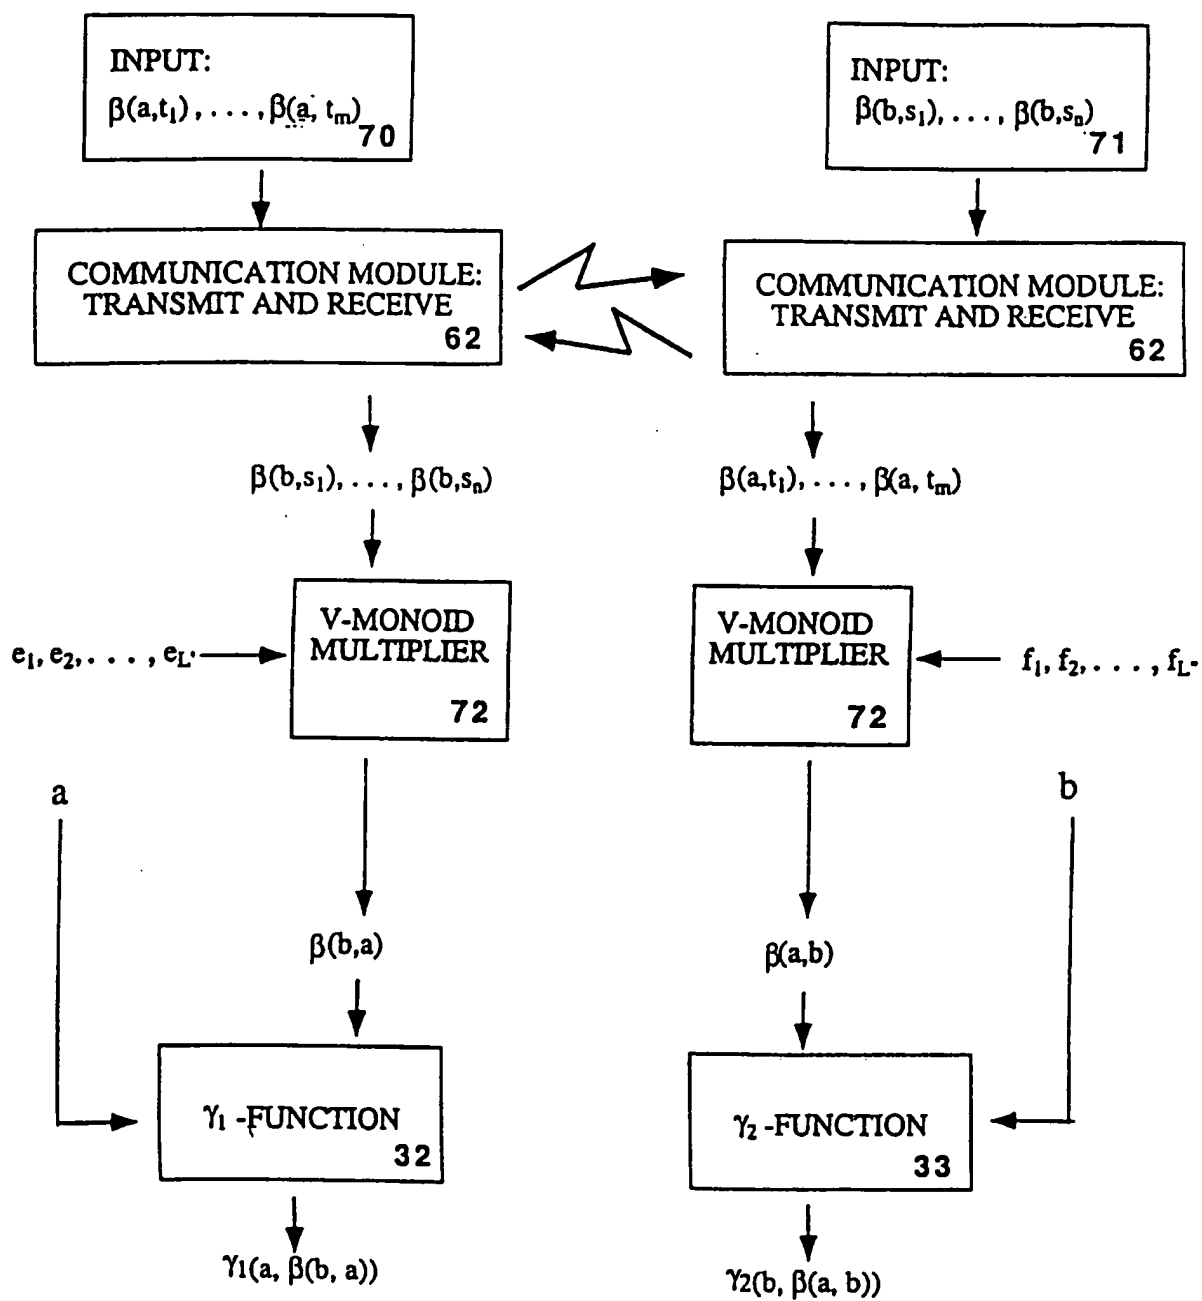 INPUT:
β(a,t₁), . . . , β(a, tₘ)
70
INPUT:
β(b,s₁), . . . , β(b,sₙ)
71
COMMUNICATION MODULE:
TRANSMIT AND RECEIVE
62
COMMUNICATION MODULE:
TRANSMIT AND RECEIVE
62
β(b,s₁), . . . , β(b,sₙ)
β(a,t₁), . . . , β(a, tₘ)
e₁, e₂, . . . , e_L'
V-MONOID
MULTIPLIER
72
V-MONOID
MULTIPLIER
72
f₁, f₂, . . . , f_L"
a
b
β(b,a)
β(a,b)
γ₁ -FUNCTION
32
γ₂ -FUNCTION
33
γ₁(a, β(b, a))
γ₂(b, β(a, b))